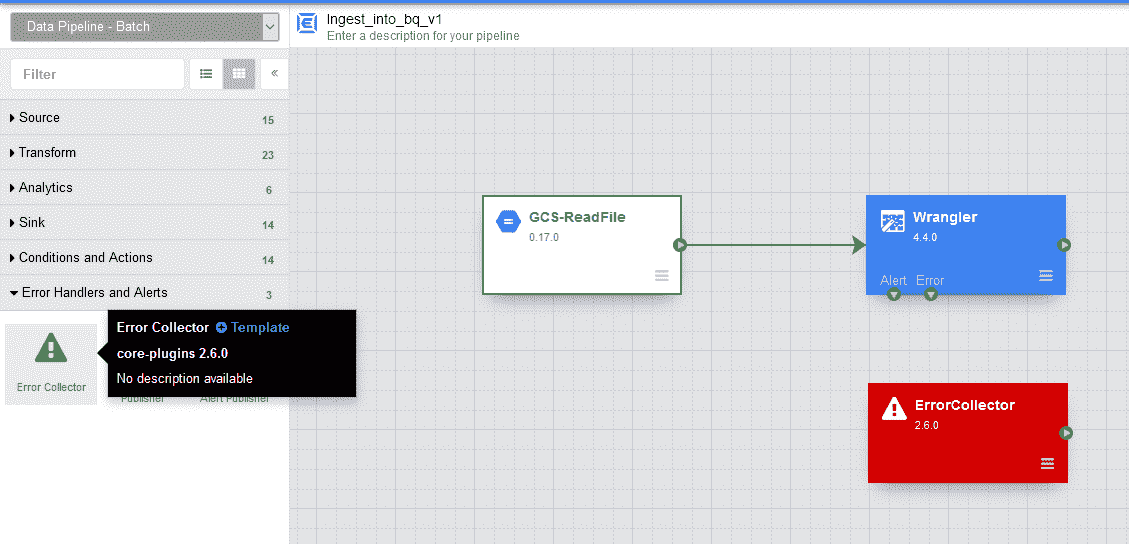 Data Pipeline - Batch
Ingest_into_bq_v1
Enter a description for your pipeline
Filter
Source 15
Transform 23
Analytics 6
Sink 14
Conditions and Actions 14
Error Handlers and Alerts 3
Error Collector
Error Collector Template
core-plugins 2.6.0
No description available
Publisher
Alert Publisher
GCS-ReadFile
0.17.0
Wrangler
4.4.0
Alert Error
ErrorCollector
2.6.0